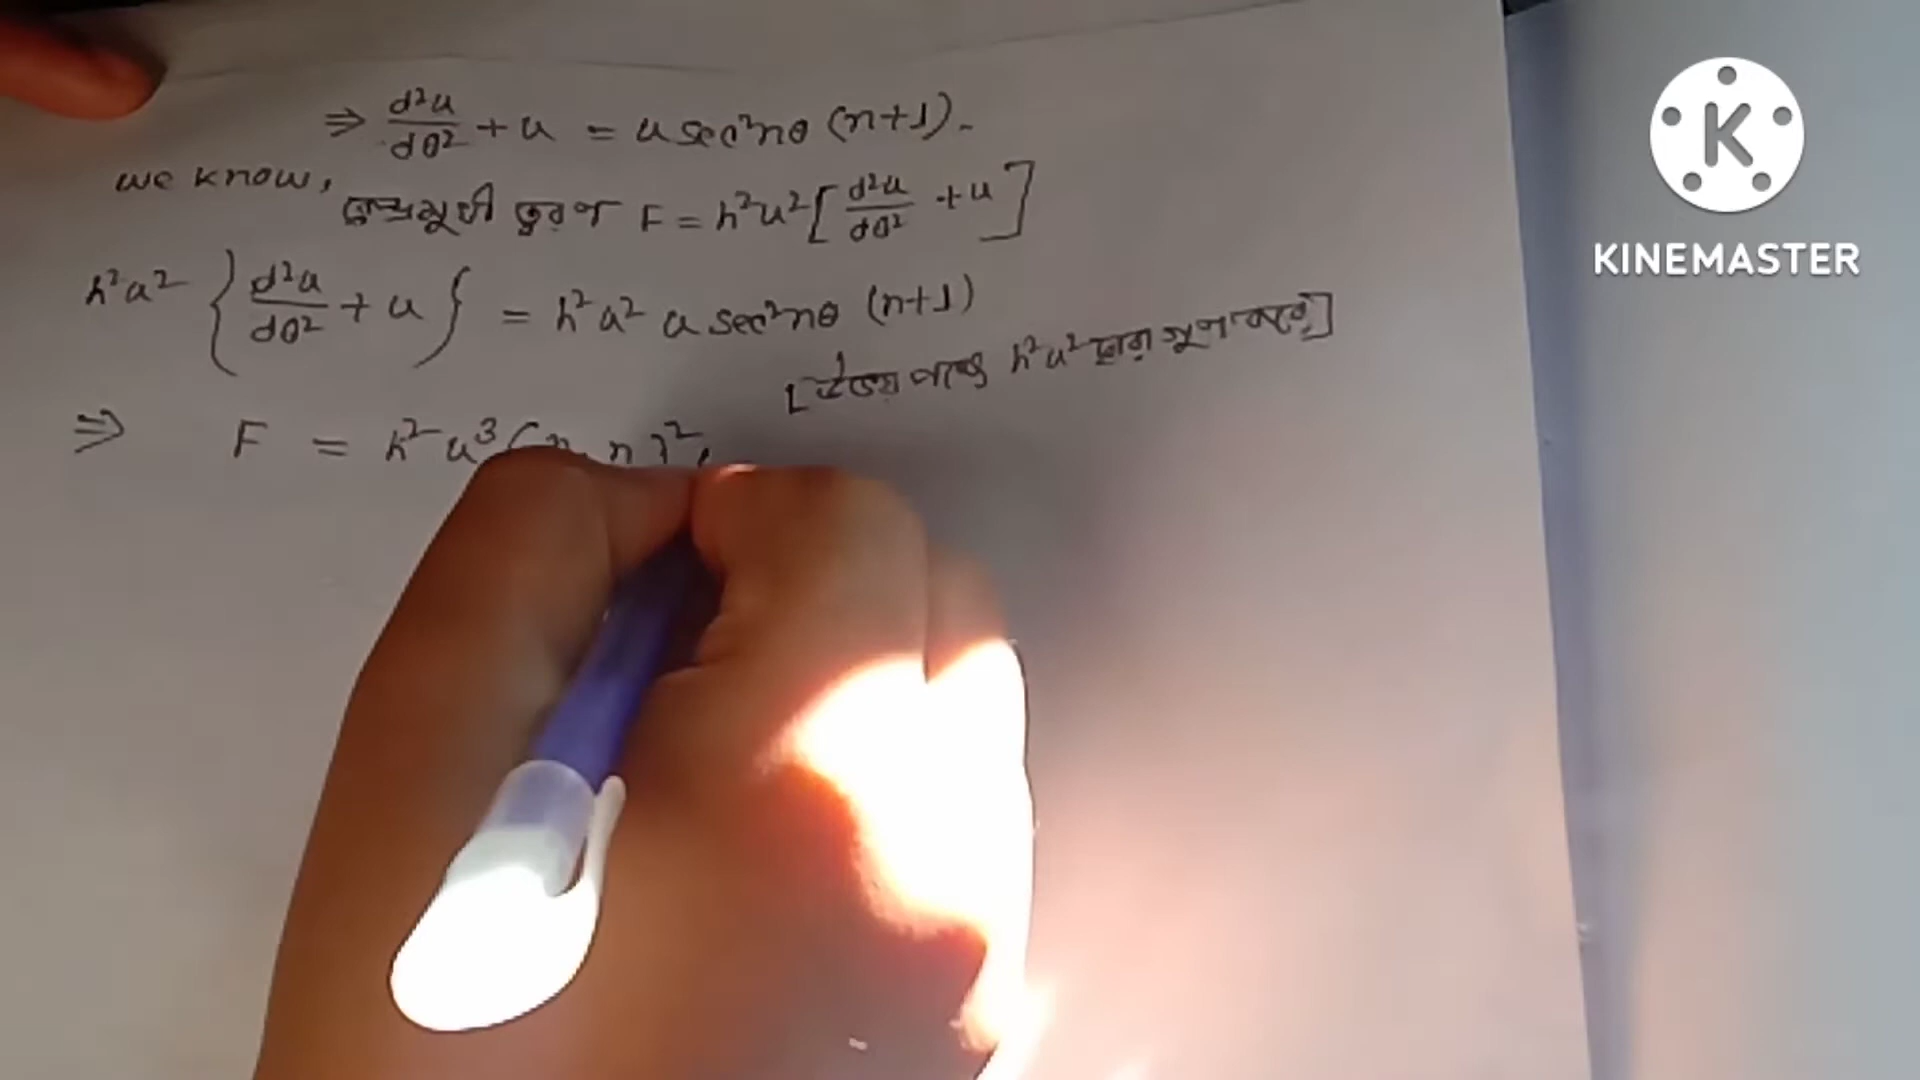 ⇒ d²u/dθ² + u = u sec²nθ (n+1).
we know,
কেন্দ্রমুখী ত্বরণ F = h²u² [d²u/dθ² + u]
h²u² {d²u/dθ² + u} = h²u² u sec²nθ (n+1)
[উভয় পক্ষে h²u² দ্বারা গুণ করে]
⇒ F = h²u³ (
KINEMASTER